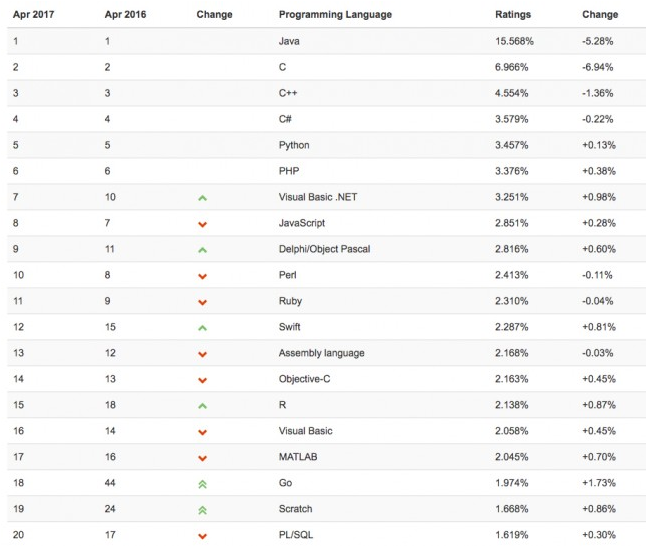 Apr 2017 Apr 2016 Change Programming Language Ratings Change
1 1 Java 15.568% -5.28%
2 2 C 6.966% -6.94%
3 3 C++ 4.554% -1.36%
4 4 C# 3.579% -0.22%
5 5 Python 3.457% +0.13%
6 6 PHP 3.376% +0.38%
7 10 Visual Basic .NET 3.251% +0.98%
8 7 JavaScript 2.851% +0.28%
9 11 Delphi/Object Pascal 2.816% +0.60%
10 8 Perl 2.413% -0.11%
11 9 Ruby 2.310% -0.04%
12 15 Swift 2.287% +0.81%
13 12 Assembly language 2.168% -0.03%
14 13 Objective-C 2.163% +0.45%
15 18 R 2.138% +0.87%
16 14 Visual Basic 2.058% +0.45%
17 16 MATLAB 2.045% +0.70%
18 44 Go 1.974% +1.73%
19 24 Scratch 1.668% +0.86%
20 17 PL/SQL 1.619% +0.30%